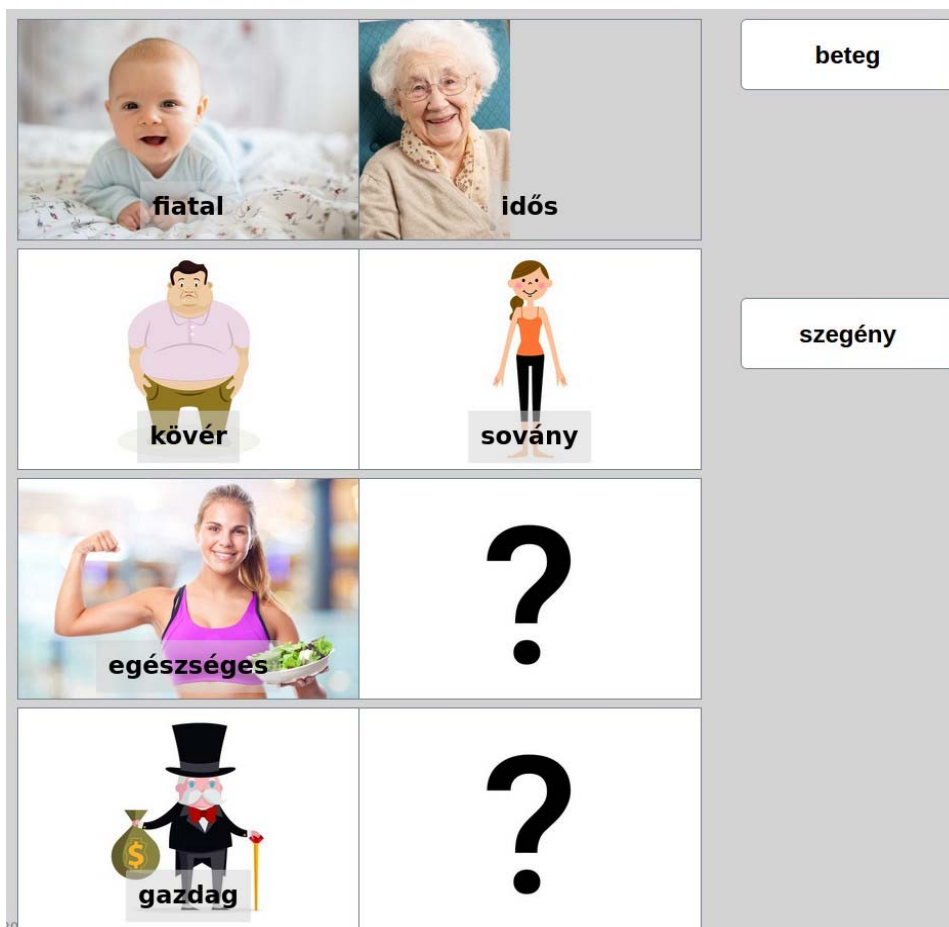 beteg
fiatal
idős
kövér
sovány
szegény
egészséges
?
gazdag
?
$